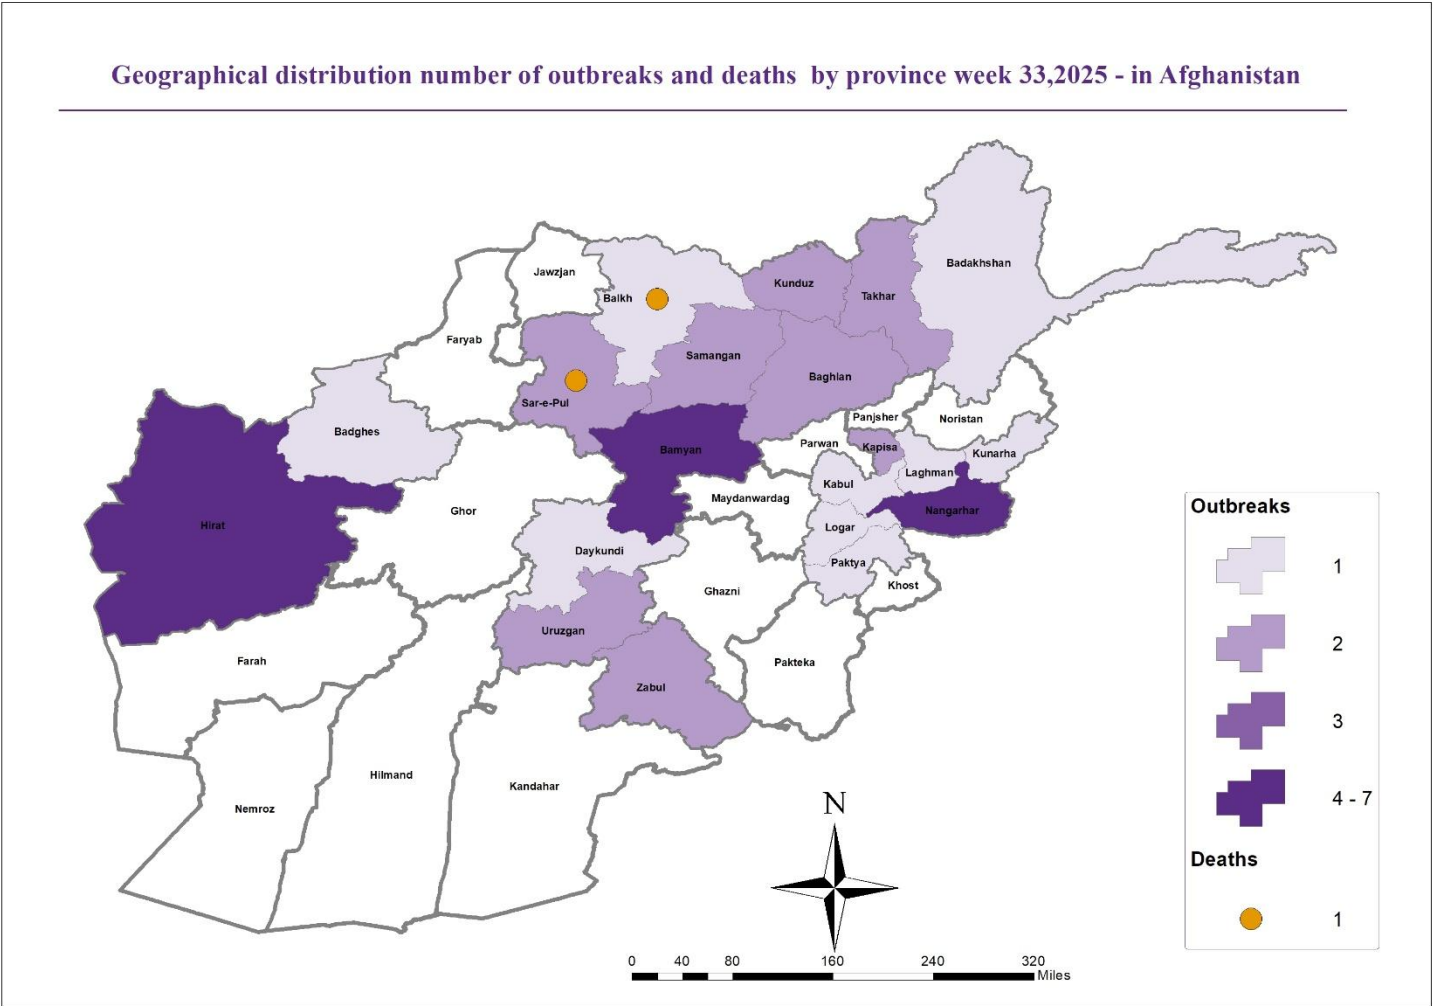 Geographical distribution number of outbreaks and deaths by province week 33,2025 - in Afghanistan
Badakhshan
Jawzjan
Balkh
Kunduz
Takhar
Faryab
Samangan
Baghlan
Sar-e-Pul
Panjsher
Noristan
Badghes
Parwan
Kapisa
Bamyan
Kunarha
Laghman
Kabul
Maydanwardag
Nangarhar
Ghor
Hirat
Logar
Daykundi
Paktya
Khost
Ghazni
Uruzgan
Farah
Pakteka
Zabul
Hilmand
Kandahar
Nemroz
Outbreaks
1
2
3
4 - 7
Deaths
1
N
0 40 80 160 240 320
Miles